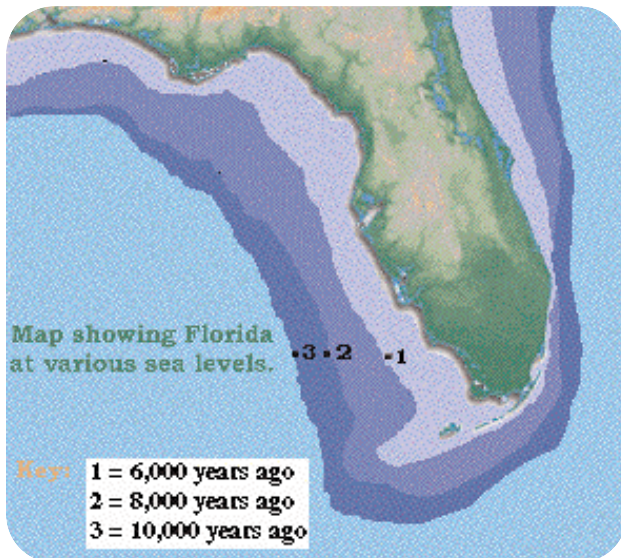 Map showing Florida
at various sea levels.
3 2 1
Key:
1 = 6,000 years ago
2 = 8,000 years ago
3 = 10,000 years ago